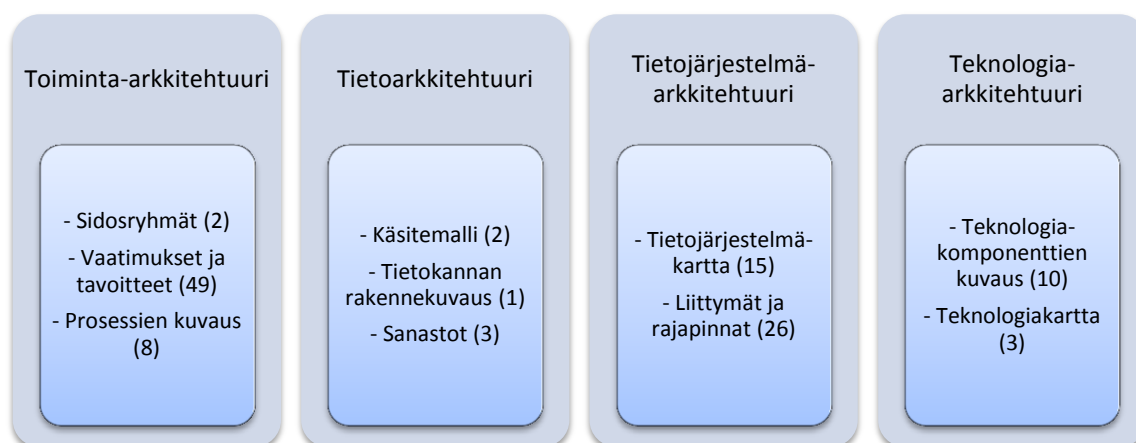 Toiminta-arkkitehtuuri
- Sidosryhmät (2)
- Vaatimukset ja
tavoitteet (49)
- Prosessien kuvaus
(8)
Tietoarkkitehtuuri
- Käsitemalli (2)
- Tietokannan
rakennekuvaus (1)
- Sanastot (3)
Tietojärjestelmä-
arkkitehtuuri
- Tietojärjestelmä-
kartta (15)
- Liittymät ja
rajapinnat (26)
Teknologia-
arkkitehtuuri
- Teknologia-
komponenttien
kuvaus (10)
- Teknologiakartta
(3)